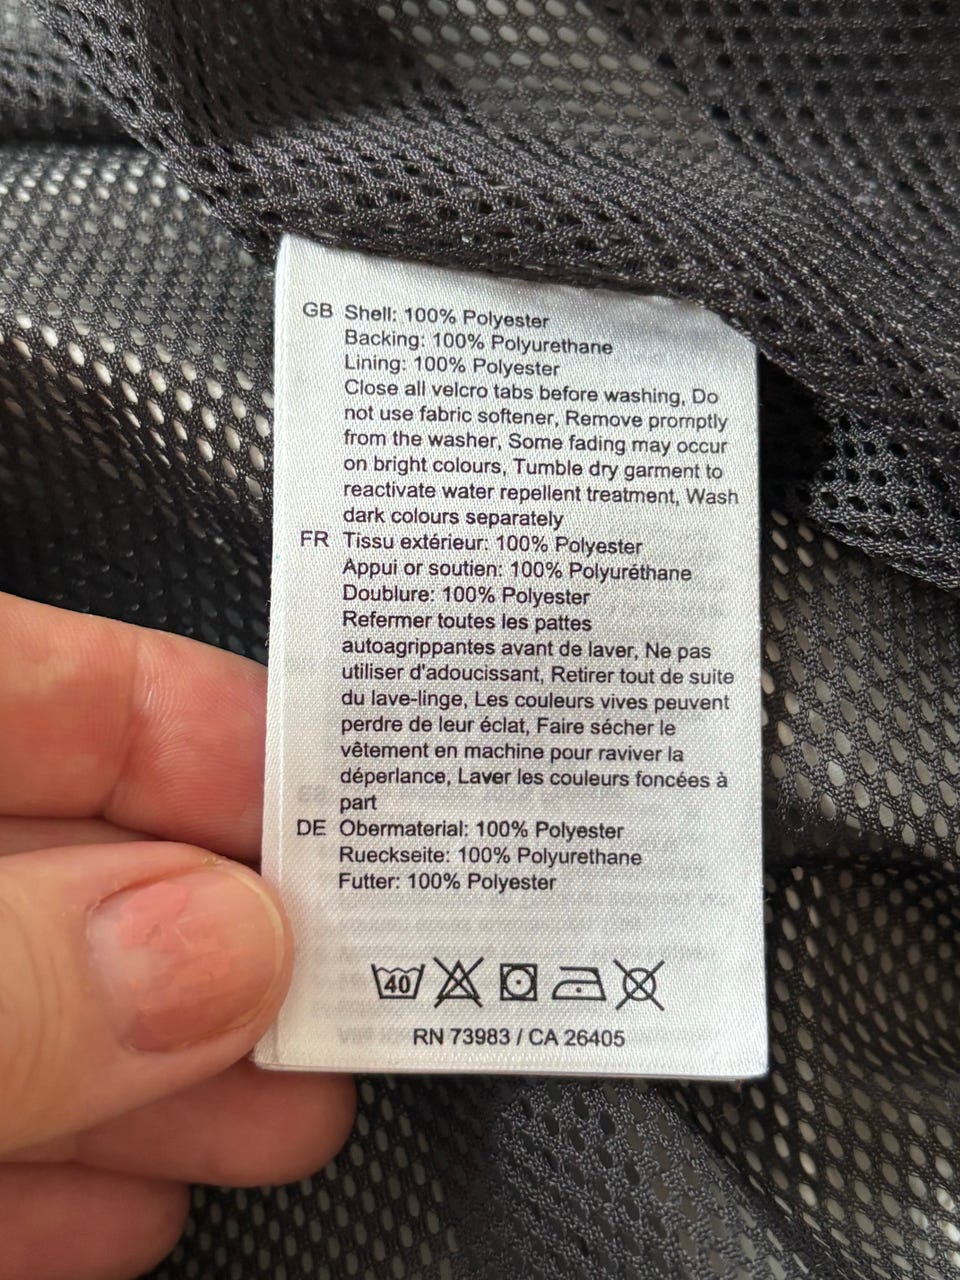 GB Shell: 100% Polyester
Backing: 100% Polyurethane
Lining: 100% Polyester
Close all velcro tabs before washing, Do
not use fabric softener, Remove promptly
from the washer, Some fading may occur
on bright colours, Tumble dry garment to
reactivate water repellent treatment, Wash
dark colours separately
FR Tissu extérieur: 100% Polyester
Appui or soutien: 100% Polyuréthane
Doublure: 100% Polyester
Refermer toutes les pattes
autoagrippantes avant de laver, Ne pas
utiliser d'adoucissant, Retirer tout de suite
du lave-linge, Les couleurs vives peuvent
perdre de leur éclat, Faire sécher le
vêtement en machine pour raviver la
déperlance, Laver les couleurs foncées à
part
DE Obermaterial: 100% Polyester
Rueckseite: 100% Polyurethane
Futter: 100% Polyester
40
RN 73983 / CA 26405